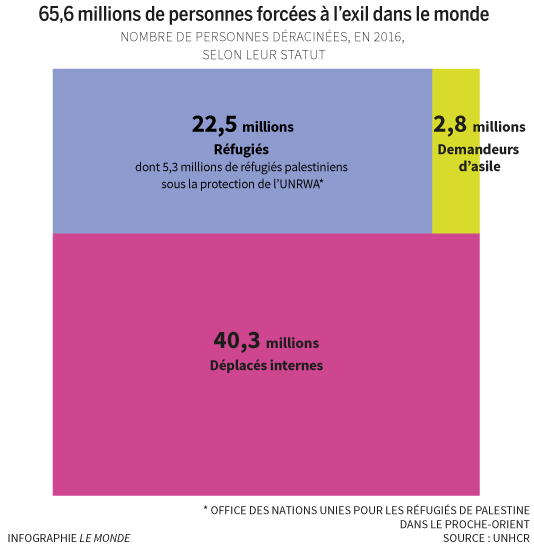 65,6 millions de personnes forcées à l’exil dans le monde
NOMBRE DE PERSONNES DÉRACINÉES, EN 2016,
SELON LEUR STATUT
22,5 millions
Réfugiés
dont 5,3 millions de réfugiés palestiniens
sous la protection de l’UNRWA*
2,8 millions
Demandeurs
d’asile
40,3 millions
Déplacés internes
* OFFICE DES NATIONS UNIES POUR LES RÉFUGIÉS DE PALESTINE
DANS LE PROCHE-ORIENT
INFOGRAPHIE LE MONDE
SOURCE : UNHCR